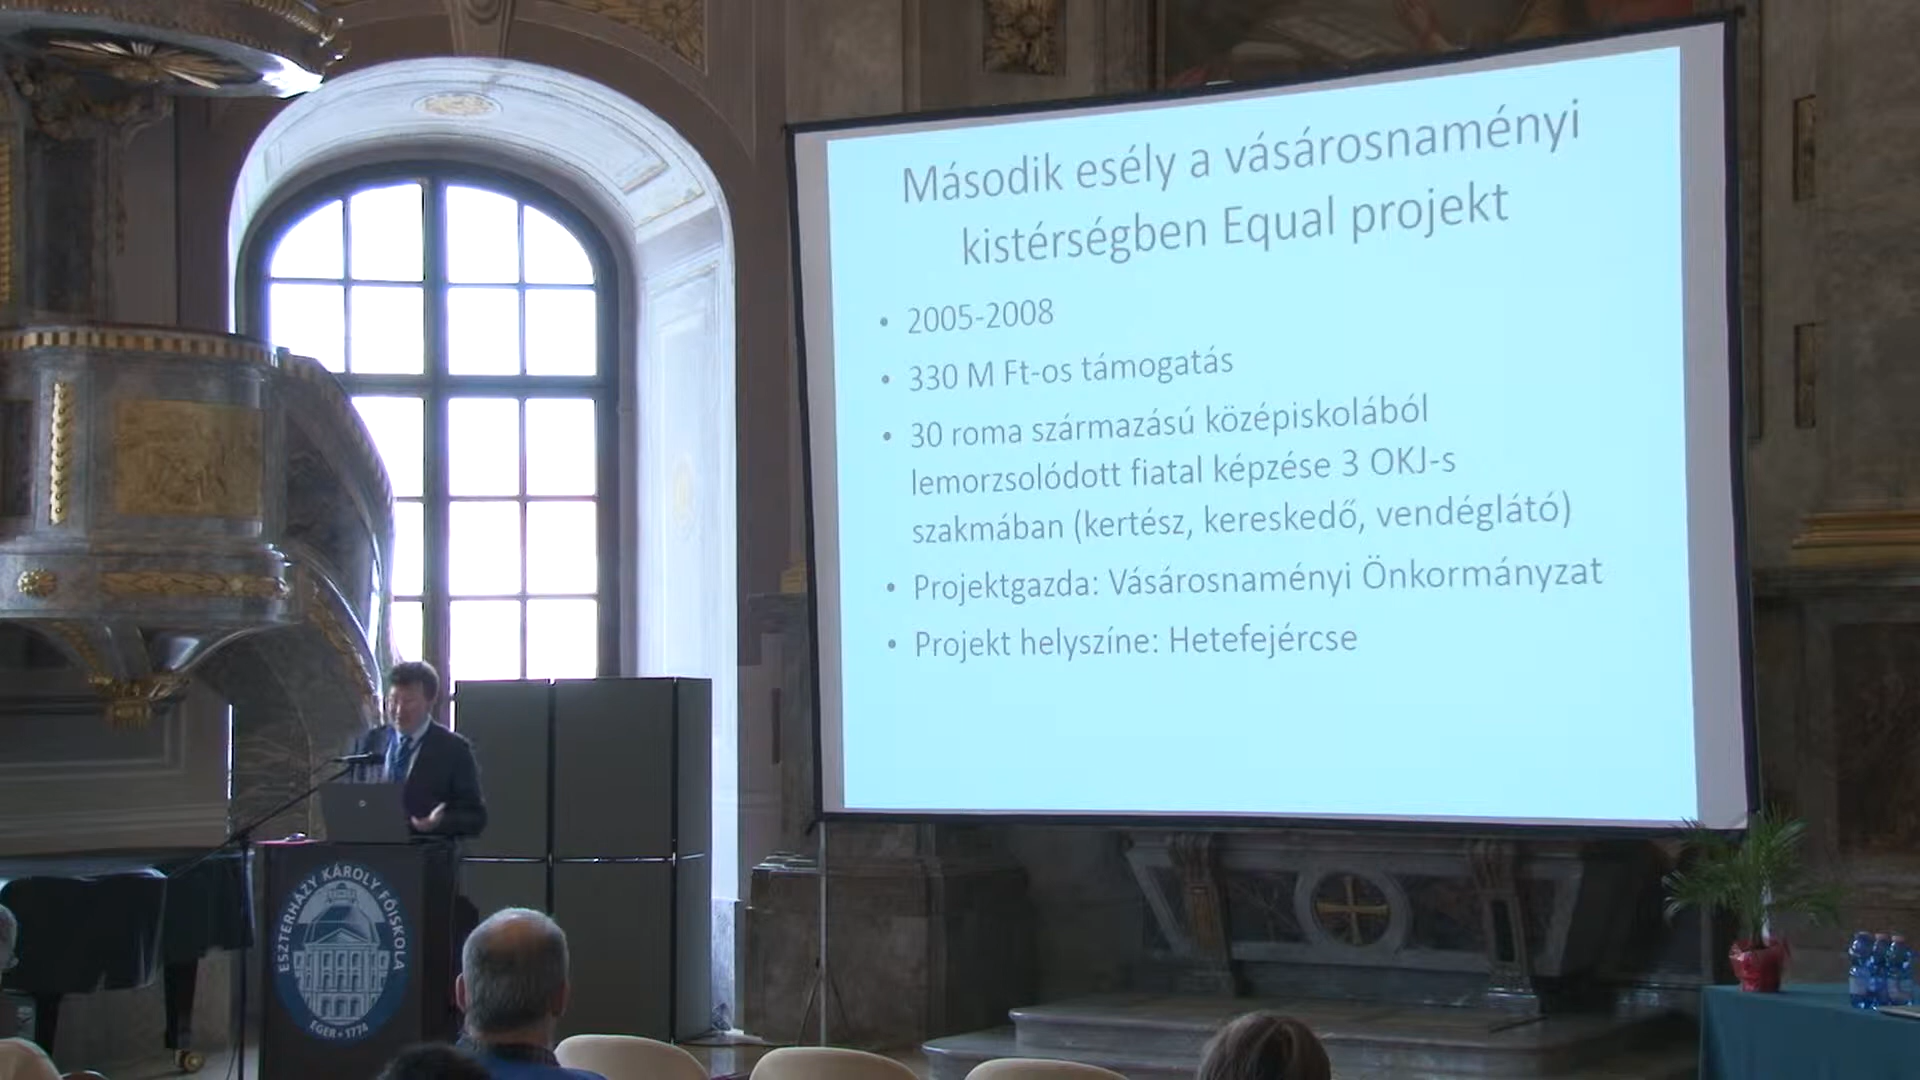 Második esély a vásárosnaményi
kistérségben Equal projekt
• 2005-2008
• 330 M Ft-os támogatás
• 30 roma származású középiskolából
lemorzsolódott fiatal képzése 3 OKJ-s
szakmában (kertész, kereskedő, vendéglátó)
• Projektgazda: Vásárosnaményi Önkormányzat
• Projekt helyszíne: Hetefejércse
ESZTERHÁZY KÁROLY FŐISKOLA
EGER • 1774